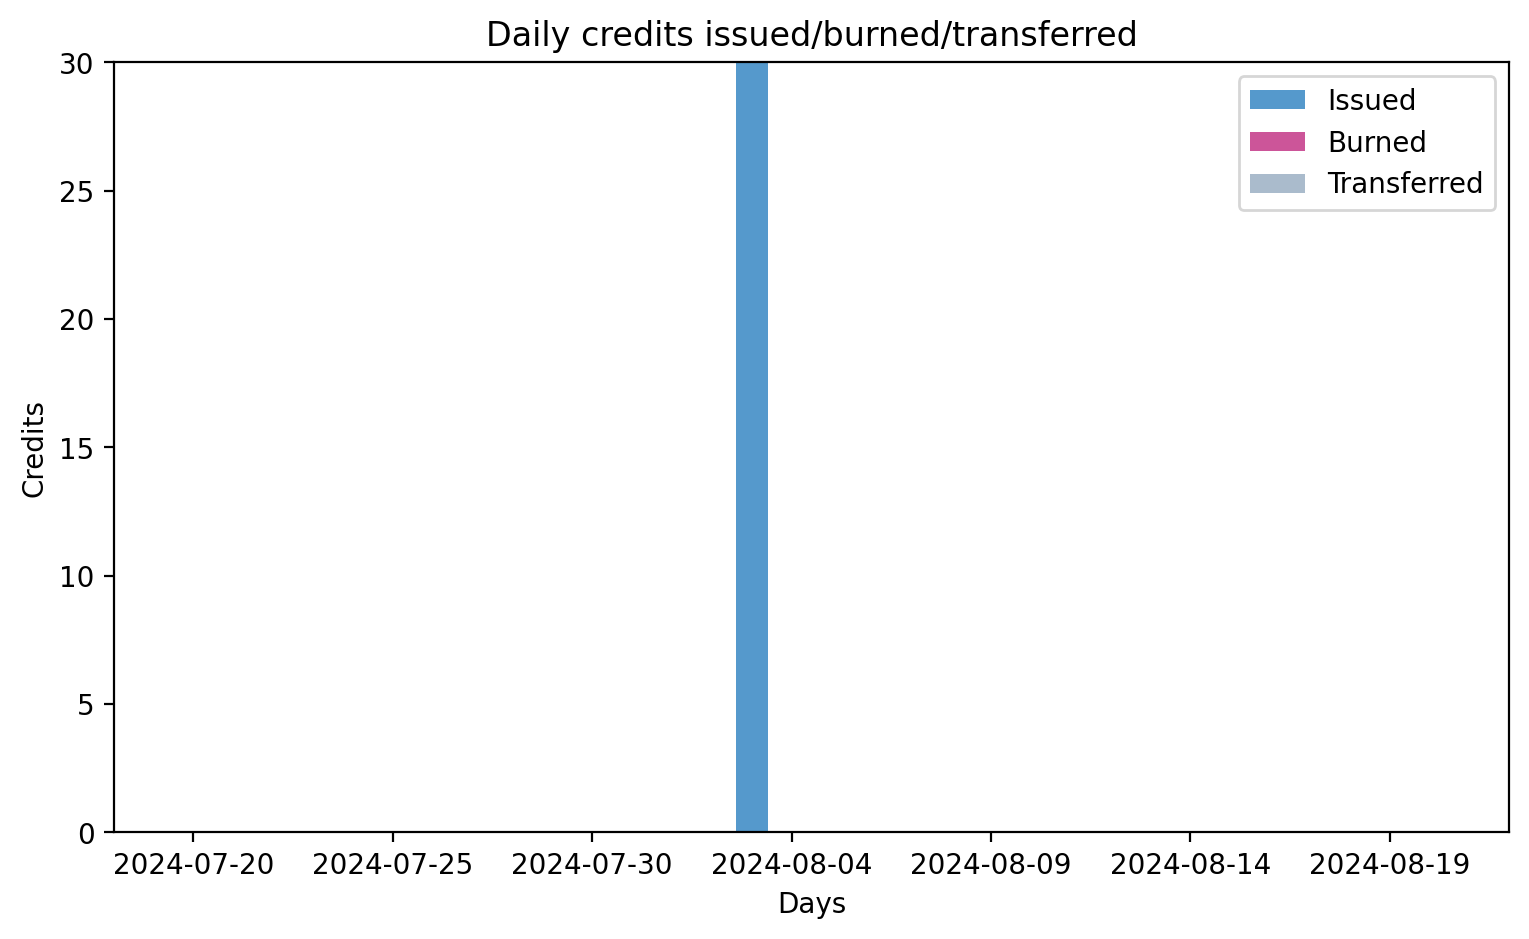 Daily credits issued/burned/transferred
30
25
20
15
10
5
0
Credits
Issued
Burned
Transferred
2024-07-20 2024-07-25 2024-07-30 2024-08-04 2024-08-09 2024-08-14 2024-08-19
Days